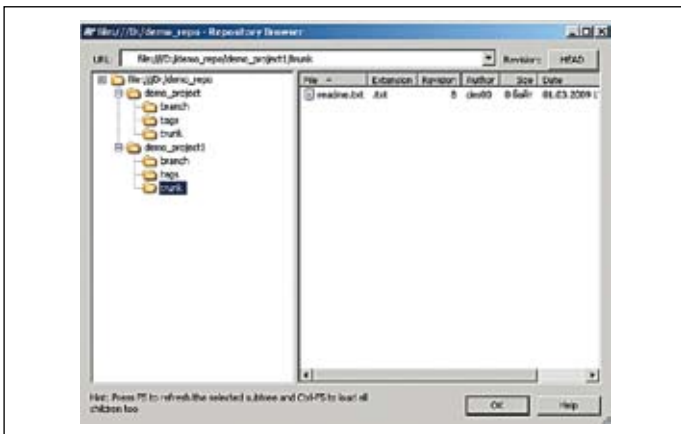 file:///D:/demo_repo - Repository Browser
URL: file:///D:/demo_repo/demo_project1/trunk Revision: HEAD
file:///D:/demo_repo
demo_project
branch
tags
trunk
demo_project1
branch
tags
trunk
File Extension Revision Author Size Date
readme.txt .txt 8 01.03.2009
Hint: Press F5 to refresh the selected subtree and Ctrl-F5 to load all
children too
OK Help